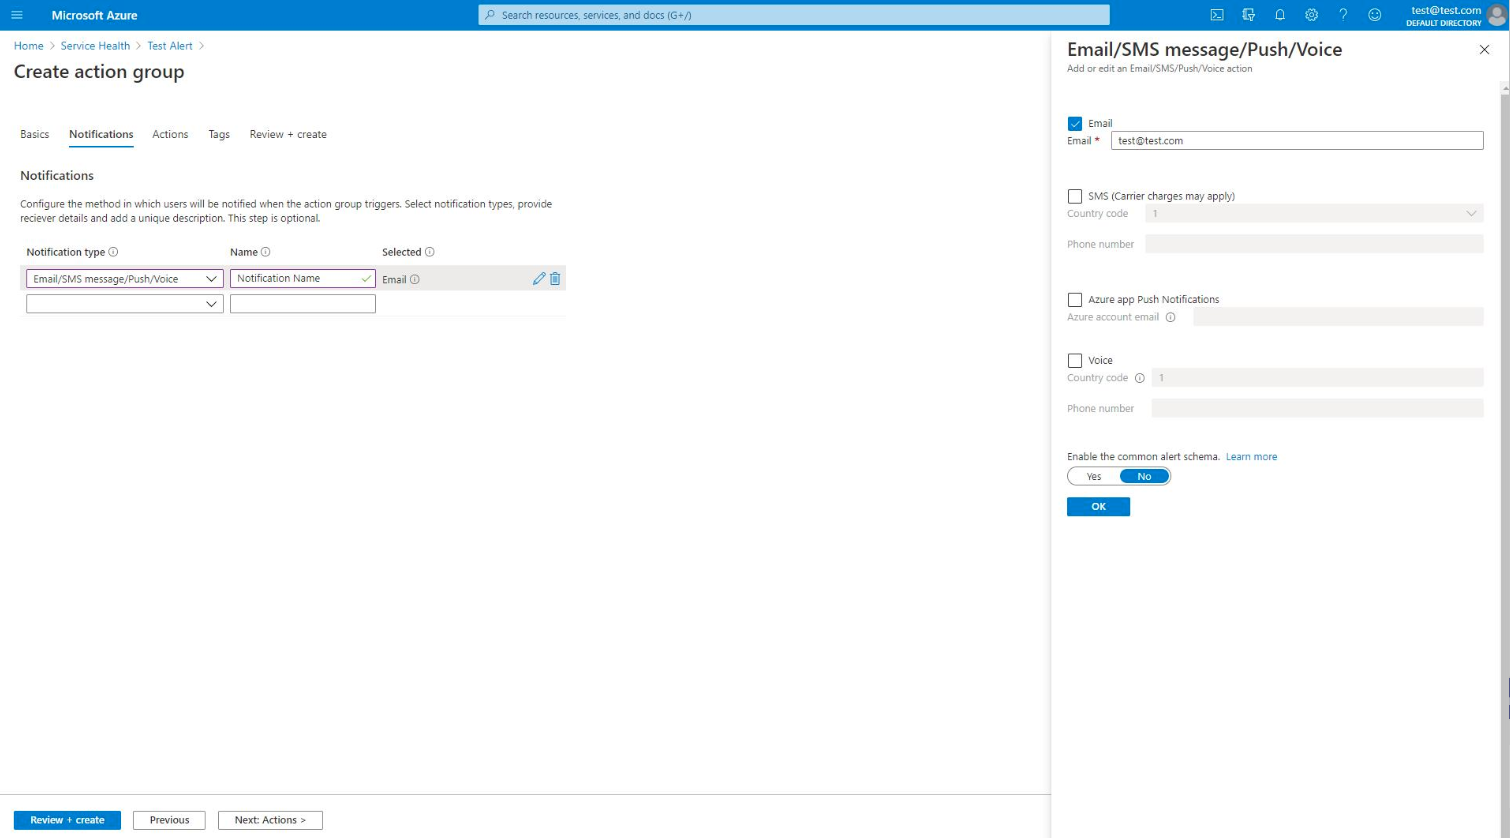 Microsoft Azure
Search resources, services, and docs (G+/)
test@test.com
DEFAULT DIRECTORY
Home > Service Health > Test Alert >
Create action group
Basics Notifications Actions Tags Review + create
Notifications
Configure the method in which users will be notified when the action group triggers. Select notification types, provide
reciever details and add a unique description. This step is optional.
Notification type Name Selected
Email/SMS message/Push/Voice Notification Name Email
Review + create Previous Next: Actions >
Email/SMS message/Push/Voice
Add or edit an Email/SMS/Push/Voice action
Email
Email * test@test.com
SMS (Carrier charges may apply)
Country code 1
Phone number
Azure app Push Notifications
Azure account email
Voice
Country code 1
Phone number
Enable the common alert schema. Learn more
Yes No
OK